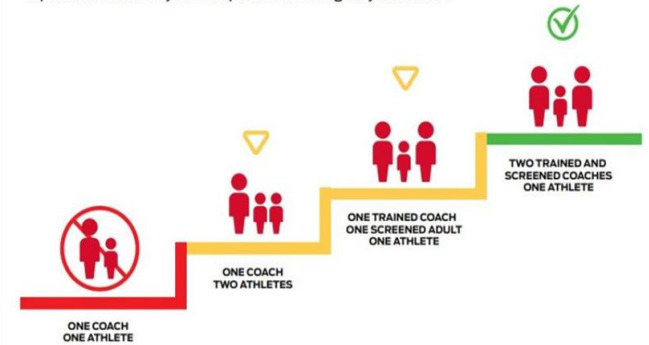 ONE COACH
ONE ATHLETE
ONE COACH
TWO ATHLETES
ONE TRAINED COACH
ONE SCREENED ADULT
ONE ATHLETE
TWO TRAINED AND
SCREENED COACHES
ONE ATHLETE